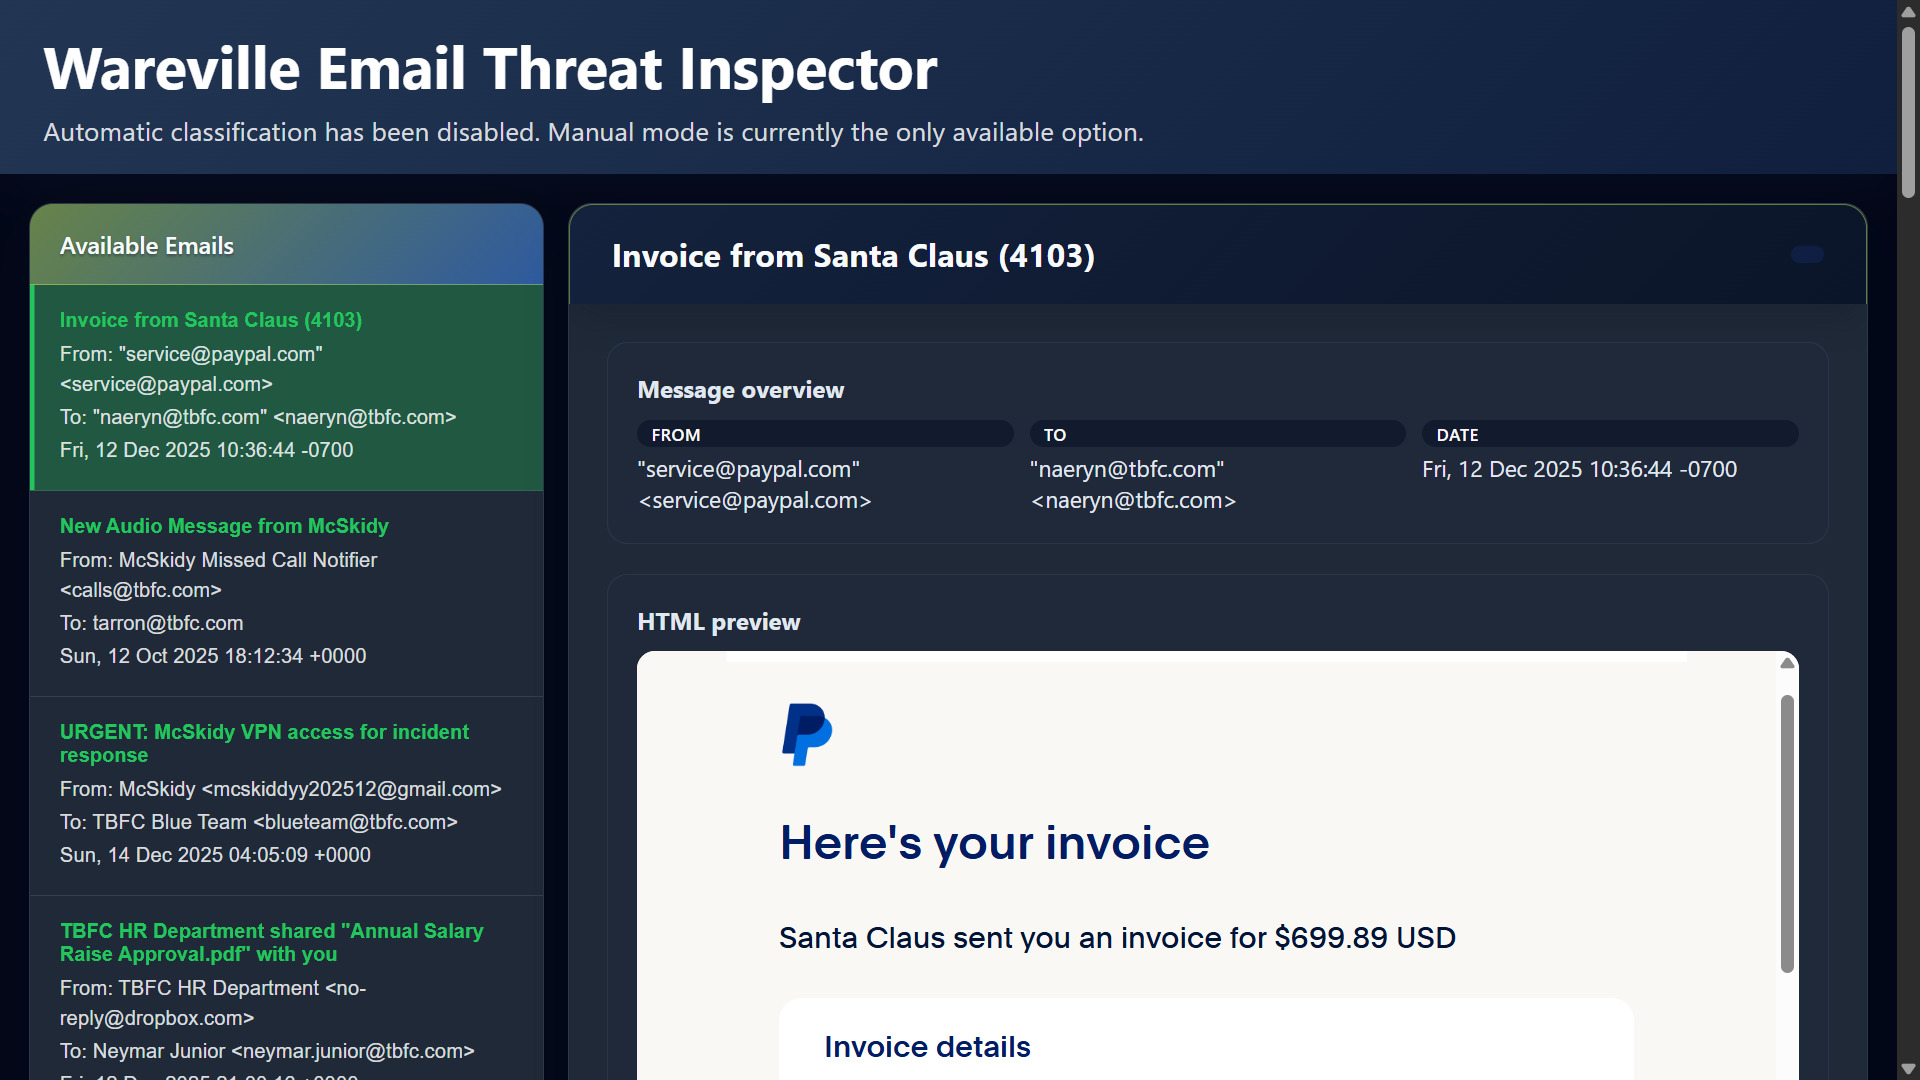 Wareville Email Threat Inspector
Automatic classification has been disabled. Manual mode is currently the only available option.
Available Emails
Invoice from Santa Claus (4103)
From: "service@paypal.com"
<service@paypal.com>
To: "naeryn@tbfc.com" <naeryn@tbfc.com>
Fri, 12 Dec 2025 10:36:44 -0700
New Audio Message from McSkidy
From: McSkidy Missed Call Notifier
<calls@tbfc.com>
To: tarron@tbfc.com
Sun, 12 Oct 2025 18:12:34 +0000
URGENT: McSkidy VPN access for incident
response
From: McSkidy <mcskiddyy202512@gmail.com>
To: TBFC Blue Team <blueteam@tbfc.com>
Sun, 14 Dec 2025 04:05:09 +0000
TBFC HR Department shared "Annual Salary
Raise Approval.pdf" with you
From: TBFC HR Department <no-
reply@dropbox.com>
To: Neymar Junior <neymar.junior@tbfc.com>
Invoice from Santa Claus (4103)
Message overview
FROM
"service@paypal.com"
<service@paypal.com>
TO
"naeryn@tbfc.com"
<naeryn@tbfc.com>
DATE
Fri, 12 Dec 2025 10:36:44 -0700
HTML preview
Here's your invoice
Santa Claus sent you an invoice for $699.89 USD
Invoice details